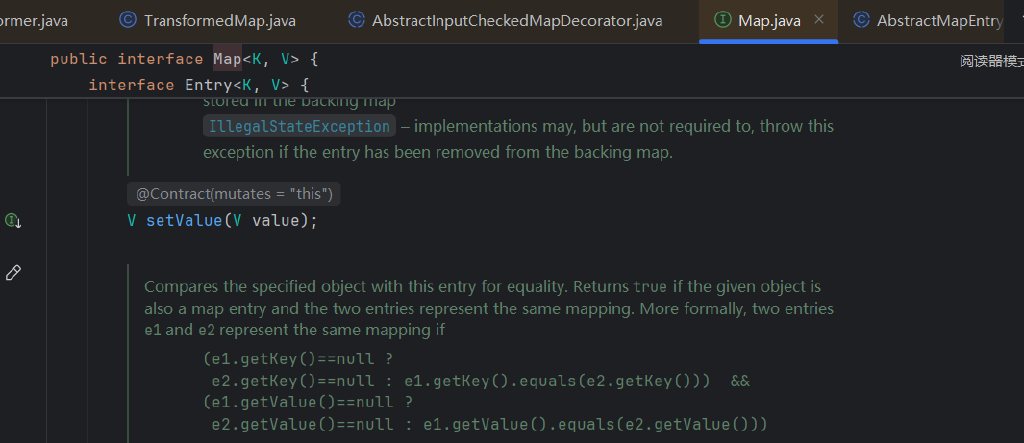 ormer.java TransformedMap.java AbstractInputCheckedMapDecorator.java Map.java AbstractMapEntry
public interface Map<K, V> { 阅读器模式
interface Entry<K, V> {
stored in the backing map
IllegalStateException – implementations may, but are not required to, throw this
exception if the entry has been removed from the backing map.
@Contract(mutates = "this")
V setValue(V value);
Compares the specified object with this entry for equality. Returns true if the given object is
also a map entry and the two entries represent the same mapping. More formally, two entries
e1 and e2 represent the same mapping if
(e1.getKey()==null ?
e2.getKey()==null : e1.getKey().equals(e2.getKey())) &&
(e1.getValue()==null ?
e2.getValue()==null : e1.getValue().equals(e2.getValue()))